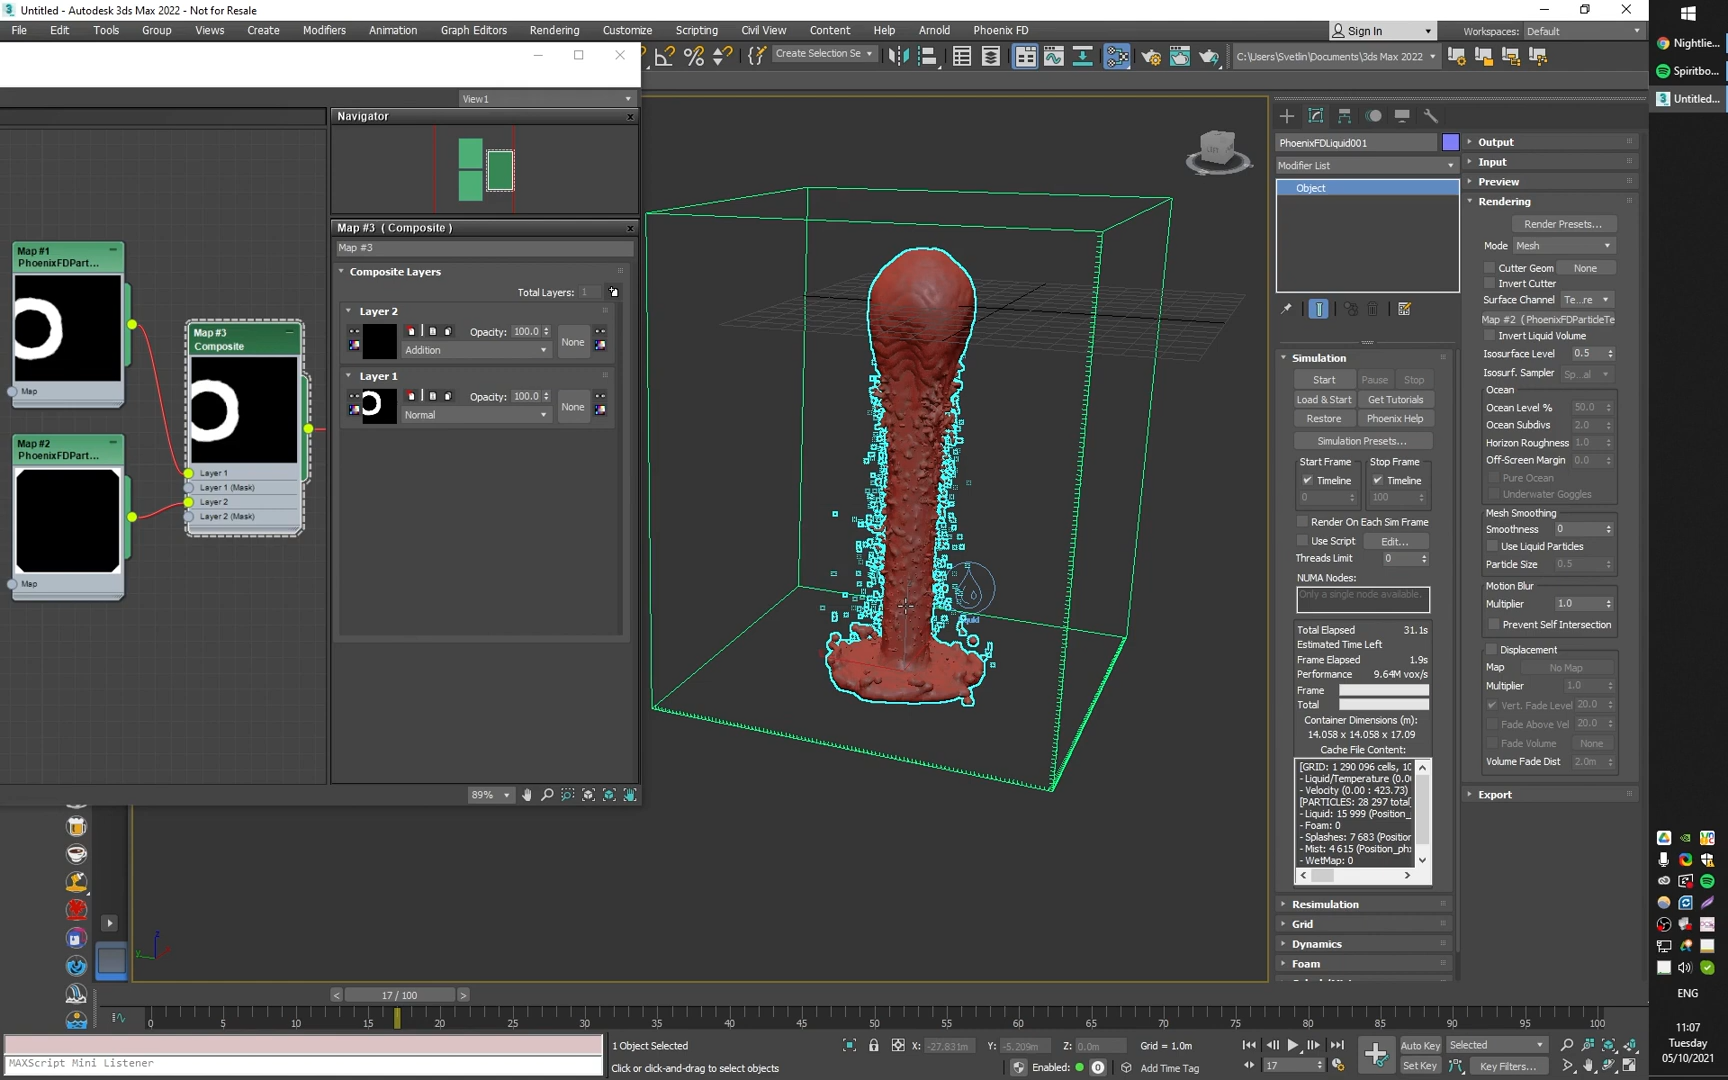 Untitled - Autodesk 3ds Max 2022 - Not for Resale
File Edit Tools Group Views Create Modifiers Animation Graph Editors Rendering Customize Scripting Civil View Content Help Arnold Phoenix FD
Sign In
Workspaces: Default
Create Selection Se
C:\Users\Svetlin\Documents\3ds Max 2022
View1
Navigator
Map #3 ( Composite )
Map #3
Composite Layers
Total Layers: 1
Layer 2
Opacity: 100.0
Addition
None
Layer 1
Opacity: 100.0
Normal
None
Map #1
PhoenixFDPart...
Map
Map #2
PhoenixFDPart...
Map
Map #3
Composite
Layer 1
Layer 1 (Mask)
Layer 2
Layer 2 (Mask)
89%
PhoenixFDLiquid001
Modifier List
Object
Simulation
Start Pause Stop
Load & Start Get Tutorials
Restore Phoenix Help
Simulation Presets...
Start Frame Stop Frame
Timeline Timeline
0 100
Render On Each Sim Frame
Use Script Edit...
Threads Limit 0
NUMA Nodes:
Only a single node available.
Total Elapsed 31.1s
Estimated Time Left
Frame Elapsed 1.9s
Performance 9.64M vox/s
Frame
Total
Container Dimensions (m):
14.058 x 14.058 x 17.09
Cache File Content:
[GRID: 1 290 096 cells, 10
- Liquid/Temperature (0.0
- Velocity (0.00 : 423.73)
[PARTICLES: 28 297 total
- Liquid: 15 999 (Position_
- Foam: 0
- Splashes: 7 683 (Position
- Mist: 4 615 (Position_ph
- WetMap: 0
Resimulation
Grid
Dynamics
Foam
Output
Input
Preview
Rendering
Render Presets...
Mode Mesh
Cutter Geom None
Invert Cutter
Surface Channel Te...re
Map #2 ( PhoenixFDParticleTe
Invert Liquid Volume
Isosurface Level 0.5
Isosurf. Sampler Sp...al
Ocean
Ocean Level % 50.0
Ocean Subdivs 2.0
Horizon Roughness 1.0
Off-Screen Margin 0.0
Pure Ocean
Underwater Goggles
Mesh Smoothing
Smoothness 0
Use Liquid Particles
Particle Size 0.5
Motion Blur
Multiplier 1.0
Prevent Self Intersection
Displacement
Map No Map
Multiplier 1.0
Vert. Fade Level 20.0
Fade Above Vel 20.0
Fade Volume None
Volume Fade Dist 2.0m
Export
17 / 100
0 5 10 15 20 25 30 35 40 45 50 55 60 65 70 75 80 85 90 95 100
MAXScript Mini Listener
1 Object Selected
Click or click-and-drag to select objects
X: -27.831m Y: -5.209m Z: 0.0m Grid = 1.0m
Enabled: 0 Add Time Tag
17
Auto Key Selected
Set Key Key Filters...
Nightlie...
Spiritbo...
Untitled...
ENG
11:07
Tuesday
05/10/2021